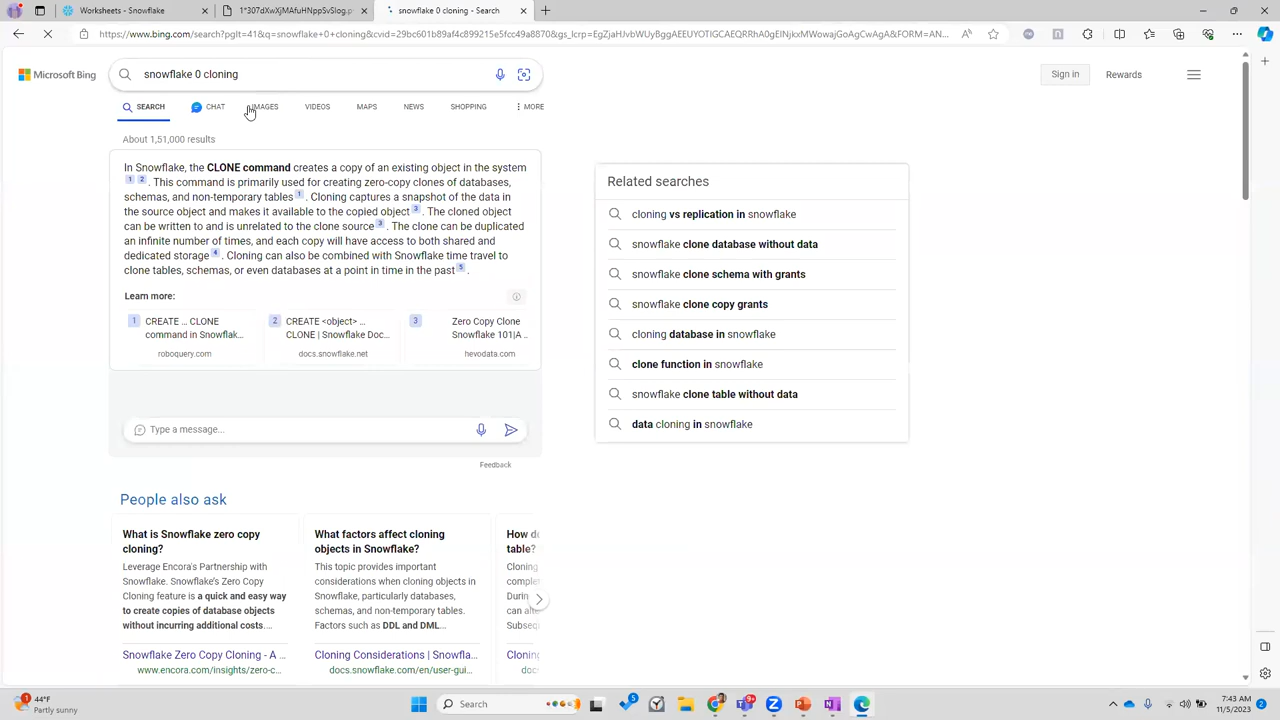 Worksheets - Snowflake
1*307dXwXjMAfuHNppSvSlog.p
snowflake 0 cloning - Search
https://www.bing.com/search?pglt=41&q=snowflake+0+cloning&cvid=29bc601b89af4c899215e5fcc49a8870&gs_lcrp=EgZjaHJvbWUyBggAEEUYOTIGCAEQRRhA0gEINjkxMWowajGoAgCwAgA&FORM=AN...
Microsoft Bing
snowflake 0 cloning
Sign in
Rewards
SEARCH
CHAT
IMAGES
VIDEOS
MAPS
NEWS
SHOPPING
MORE
About 1,51,000 results
In Snowflake, the CLONE command creates a copy of an existing object in the system
1 2 . This command is primarily used for creating zero-copy clones of databases,
schemas, and non-temporary tables 1 . Cloning captures a snapshot of the data in
the source object and makes it available to the copied object 3 . The cloned object
can be written to and is unrelated to the clone source 3 . The clone can be duplicated
an infinite number of times, and each copy will have access to both shared and
dedicated storage 4 . Cloning can also be combined with Snowflake time travel to
clone tables, schemas, or even databases at a point in time in the past 5 .
Learn more:
1 CREATE ... CLONE
command in Snowflak...
roboquery.com
2 CREATE <object> ...
CLONE | Snowflake Doc...
docs.snowflake.net
3 Zero Copy Clone
Snowflake 101|A ..
hevodata.com
Type a message...
Feedback
Related searches
cloning vs replication in snowflake
snowflake clone database without data
snowflake clone schema with grants
snowflake clone copy grants
cloning database in snowflake
clone function in snowflake
snowflake clone table without data
data cloning in snowflake
People also ask
What is Snowflake zero copy
cloning?
Leverage Encora's Partnership with
Snowflake. Snowflake's Zero Copy
Cloning feature is a quick and easy way
to create copies of database objects
without incurring additional costs....
Snowflake Zero Copy Cloning - A ...
www.encora.com/insights/zero-c...
What factors affect cloning
objects in Snowflake?
This topic provides important
considerations when cloning objects in
Snowflake, particularly databases,
schemas, and non-temporary tables.
Factors such as DDL and DML...
Cloning Considerations | Snowfla...
docs.snowflake.com/en/user-gui...
How d
table?
Cloning
comple
During
can al
Subseq
Cloning
doc
1
44°F
Partly sunny
Search
5
9+
7:43 AM
11/5/2023
2